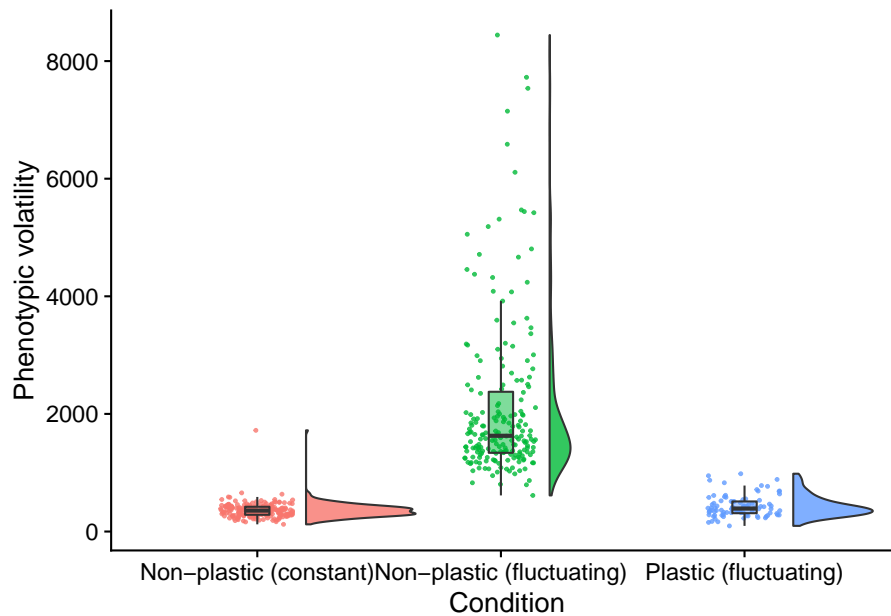 Phenotypic volatility
8000
6000
4000
2000
0
Non−plastic (constant)
Non−plastic (fluctuating)
Plastic (fluctuating)
Condition